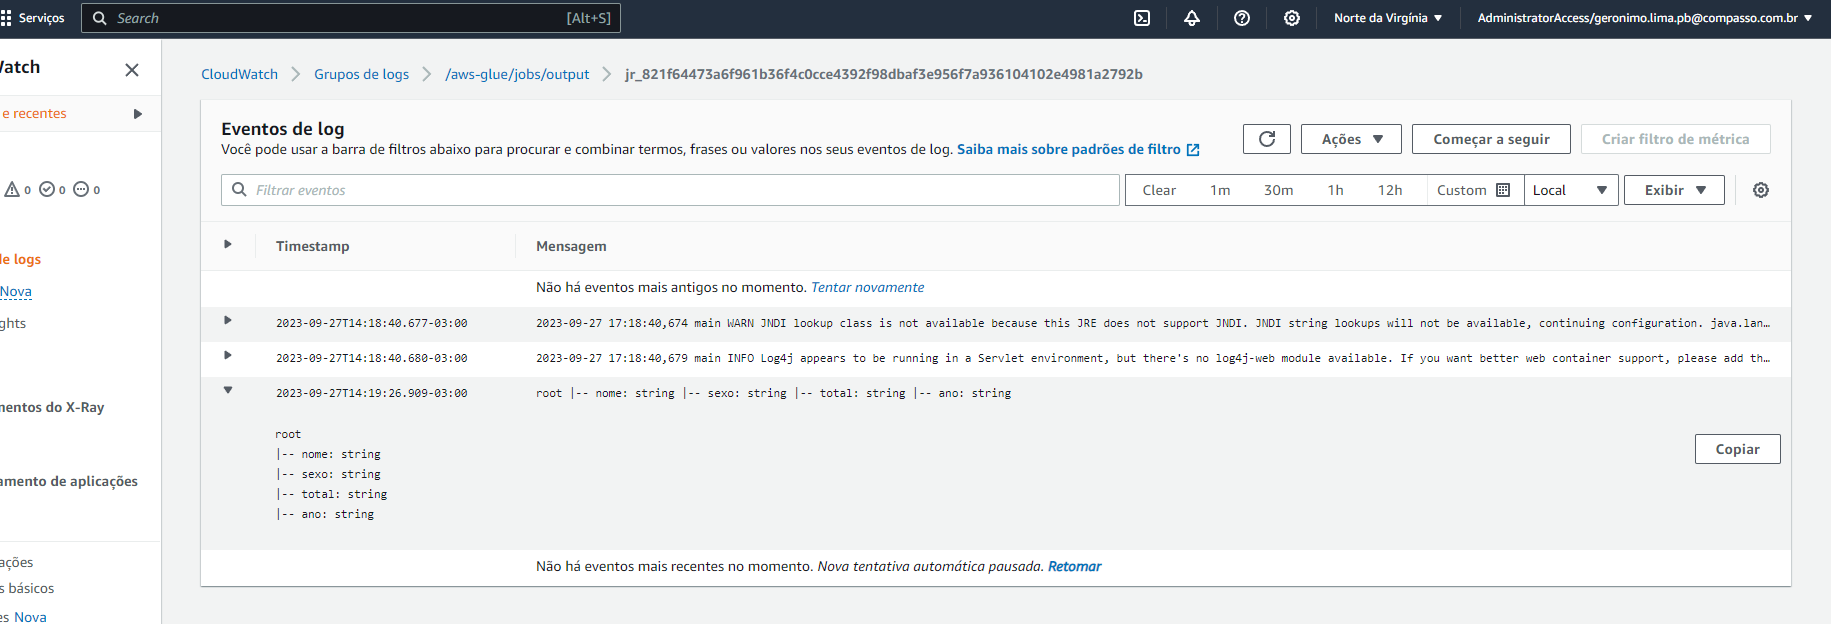 Serviços
Search
[Alt+S]
Norte da Virgínia
AdministratorAccess/geronimo.lima.pb@compasso.com.br
Watch
e recentes
0 0 0
de logs
Nova
ghts
mentos do X-Ray
amento de aplicações
ações
s básicos
es Nova
CloudWatch
Grupos de logs
/aws-glue/jobs/output
jr_821f64473a6f961b36f4c0cce4392f98dbaf3e956f7a936104102e4981a2792b
Eventos de log
Você pode usar a barra de filtros abaixo para procurar e combinar termos, frases ou valores nos seus eventos de log. Saiba mais sobre padrões de filtro
Ações
Começar a seguir
Criar filtro de métrica
Filtrar eventos
Clear 1m 30m 1h 12h Custom
Local
Exibir
Timestamp Mensagem
Não há eventos mais antigos no momento. Tentar novamente
2023-09-27T14:18:40.677-03:00 2023-09-27 17:18:40,674 main WARN JNDI lookup class is not available because this JRE does not support JNDI. JNDI string lookups will not be available, continuing configuration. java.lan…
2023-09-27T14:18:40.680-03:00 2023-09-27 17:18:40,679 main INFO Log4j appears to be running in a Servlet environment, but there's no log4j-web module available. If you want better web container support, please add th…
2023-09-27T14:19:26.909-03:00 root |-- nome: string |-- sexo: string |-- total: string |-- ano: string
root
|-- nome: string
|-- sexo: string
|-- total: string
|-- ano: string
Copiar
Não há eventos mais recentes no momento. Nova tentativa automática pausada. Retomar